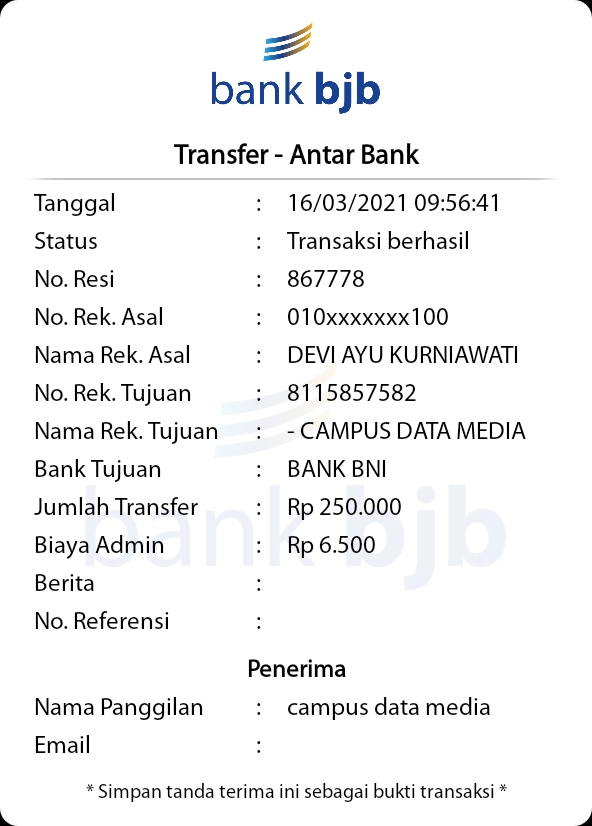 bank bjb
Transfer - Antar Bank
Tanggal : 16/03/2021 09:56:41
Status : Transaksi berhasil
No. Resi : 867778
No. Rek. Asal : 010xxxxxxx100
Nama Rek. Asal : DEVI AYU KURNIAWATI
No. Rek. Tujuan : 8115857582
Nama Rek. Tujuan : - CAMPUS DATA MEDIA
Bank Tujuan : BANK BNI
Jumlah Transfer : Rp 250.000
Biaya Admin : Rp 6.500
Berita :
No. Referensi :
bank bjb
Penerima
Nama Panggilan : campus data media
Email :
* Simpan tanda terima ini sebagai bukti transaksi *